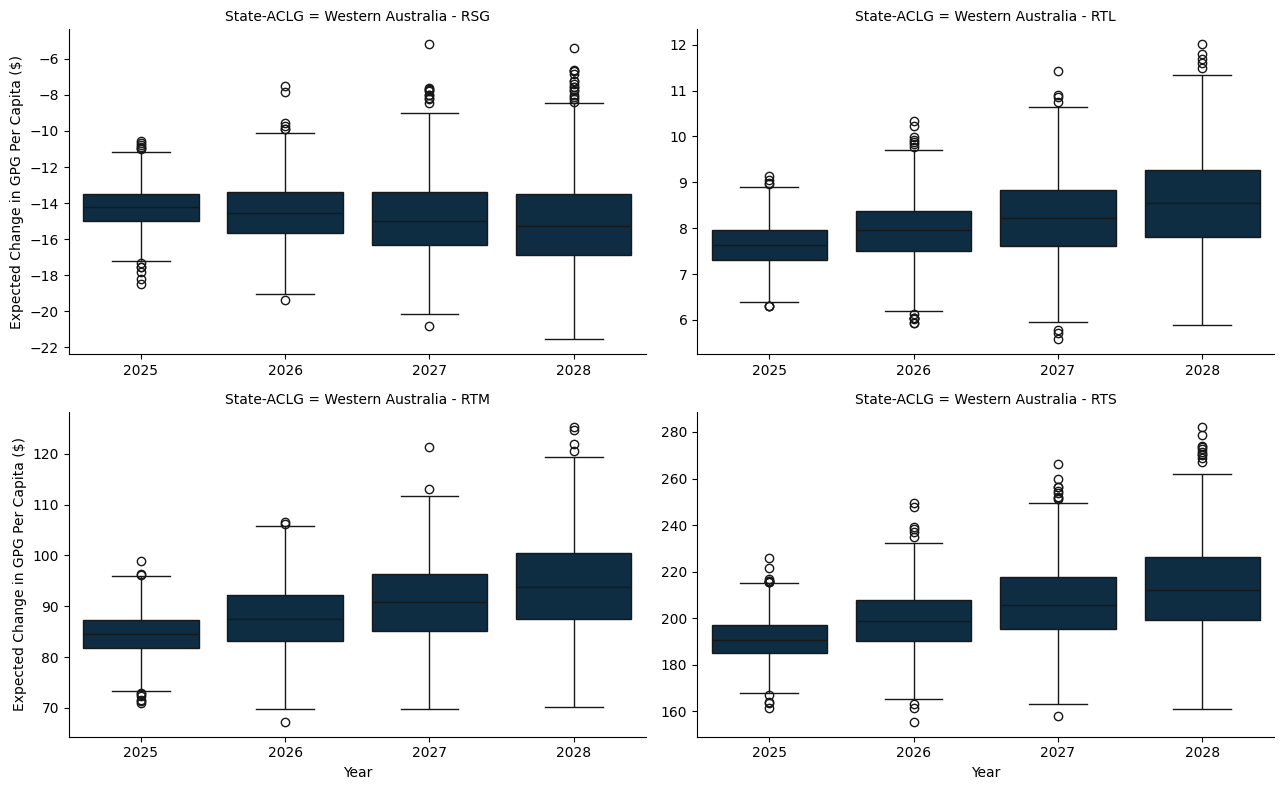 State-ACLG = Western Australia - RSG
Expected Change in GPG Per Capita ($)
−6
−8
−10
−12
−14
−16
−18
−20
−22
2025 2026 2027 2028
State-ACLG = Western Australia - RTL
12
11
10
9
8
7
6
2025 2026 2027 2028
State-ACLG = Western Australia - RTM
Expected Change in GPG Per Capita ($)
120
110
100
90
80
70
2025 2026 2027 2028
Year
State-ACLG = Western Australia - RTS
280
260
240
220
200
180
160
2025 2026 2027 2028
Year